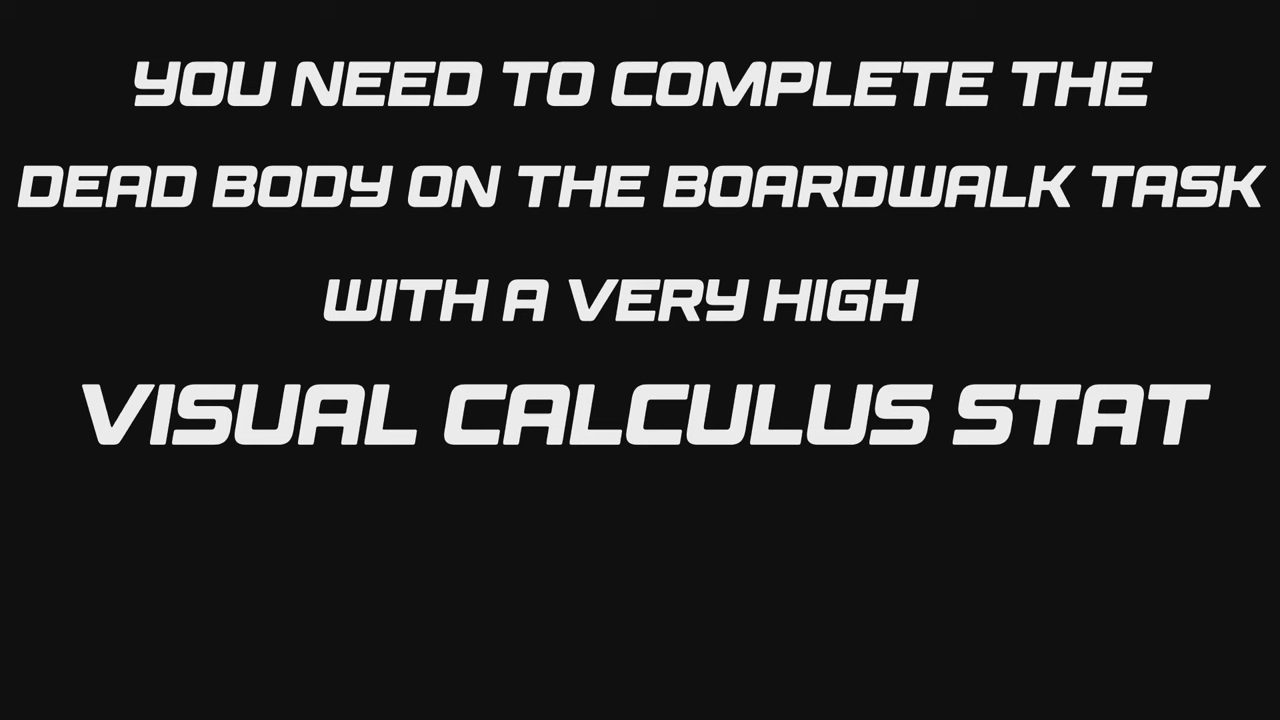 YOU NEED TO COMPLETE THE
DEAD BODY ON THE BOARDWALK TASK
WITH A VERY HIGH
VISUAL CALCULUS STAT